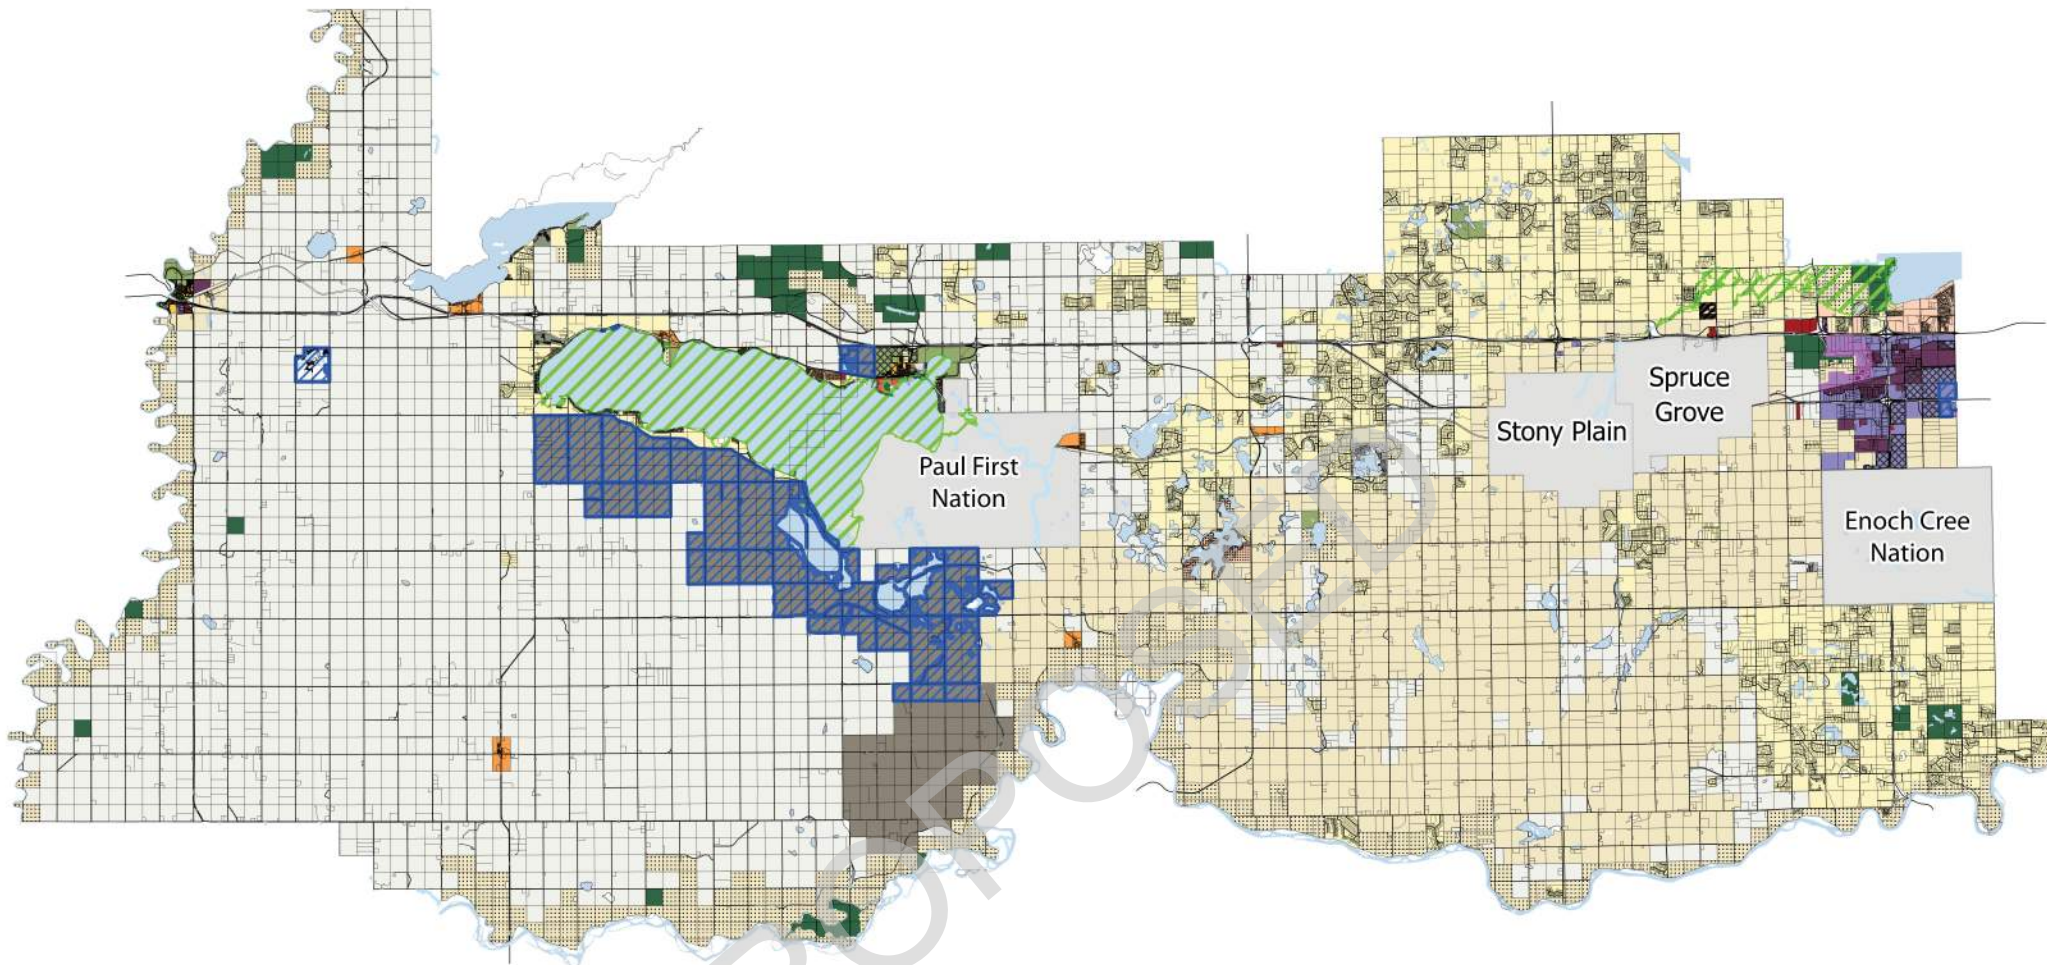 Spruce
Grove
Stony Plain
Paul First
Nation
Enoch Cree
Nation
PROPOSED